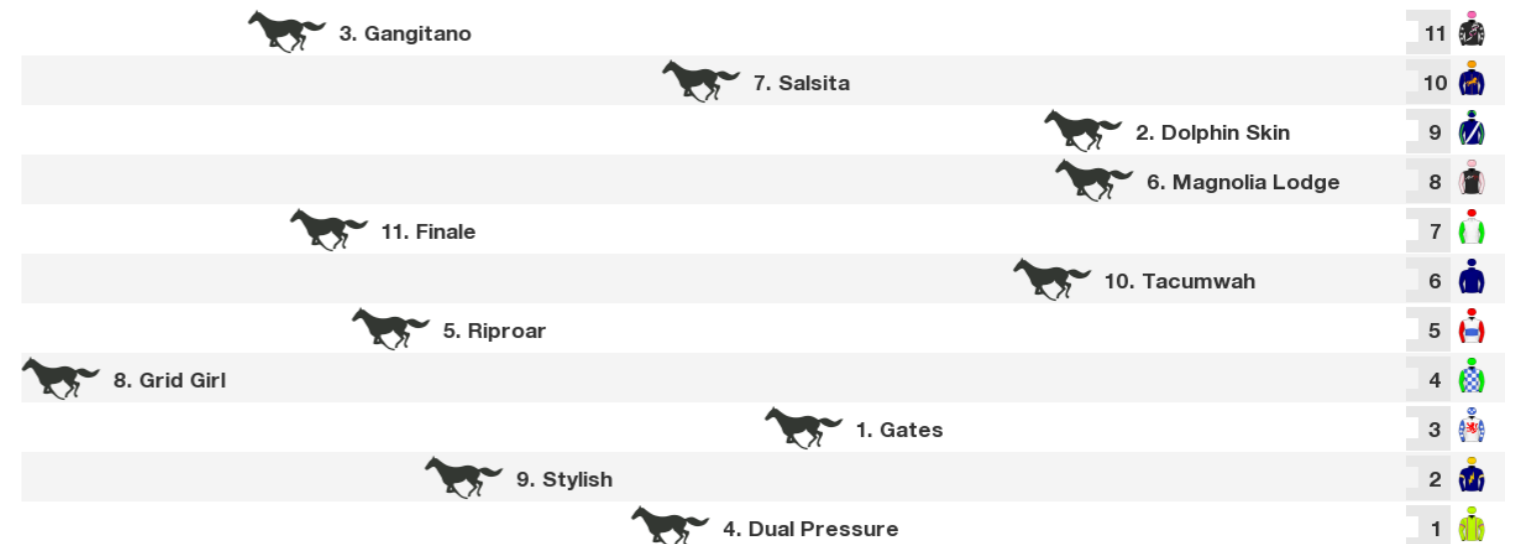 3. Gangitano 11
7. Salsita 10
2. Dolphin Skin 9
6. Magnolia Lodge 8
11. Finale 7
10. Tacumwah 6
5. Riproar 5
8. Grid Girl 4
1. Gates 3
9. Stylish 2
4. Dual Pressure 1